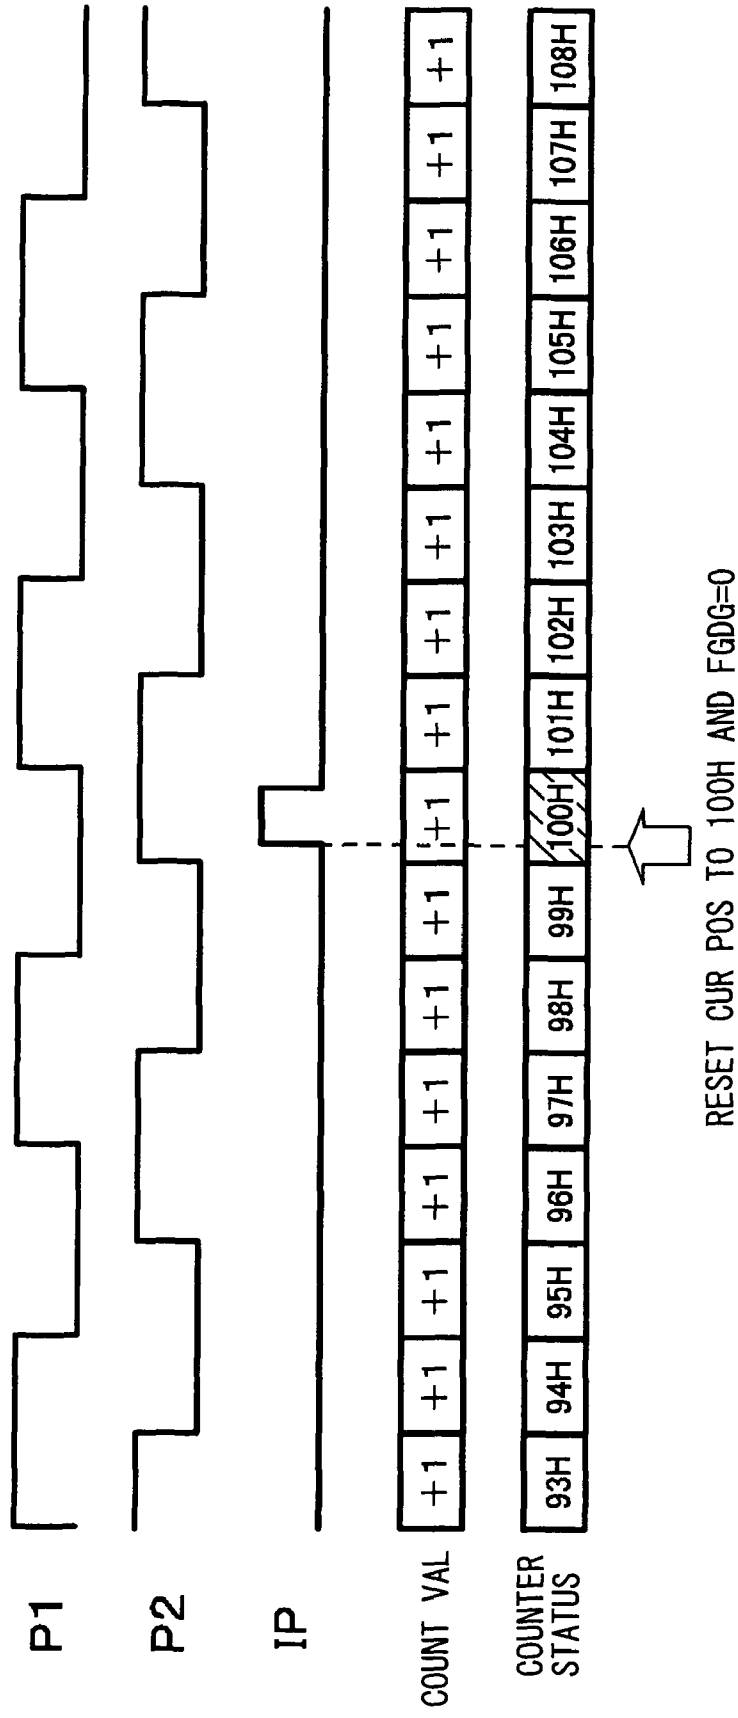 P1
P2
IP
COUNT VAL +1 +1 +1 +1 +1 +1 +1 +1 +1 +1 +1 +1 +1 +1 +1 +1
COUNTER
STATUS
93H 94H 95H 96H 97H 98H 99H 100H 101H 102H 103H 104H 105H 106H 107H 108H
RESET CUR POS TO 100H AND FGDG=0